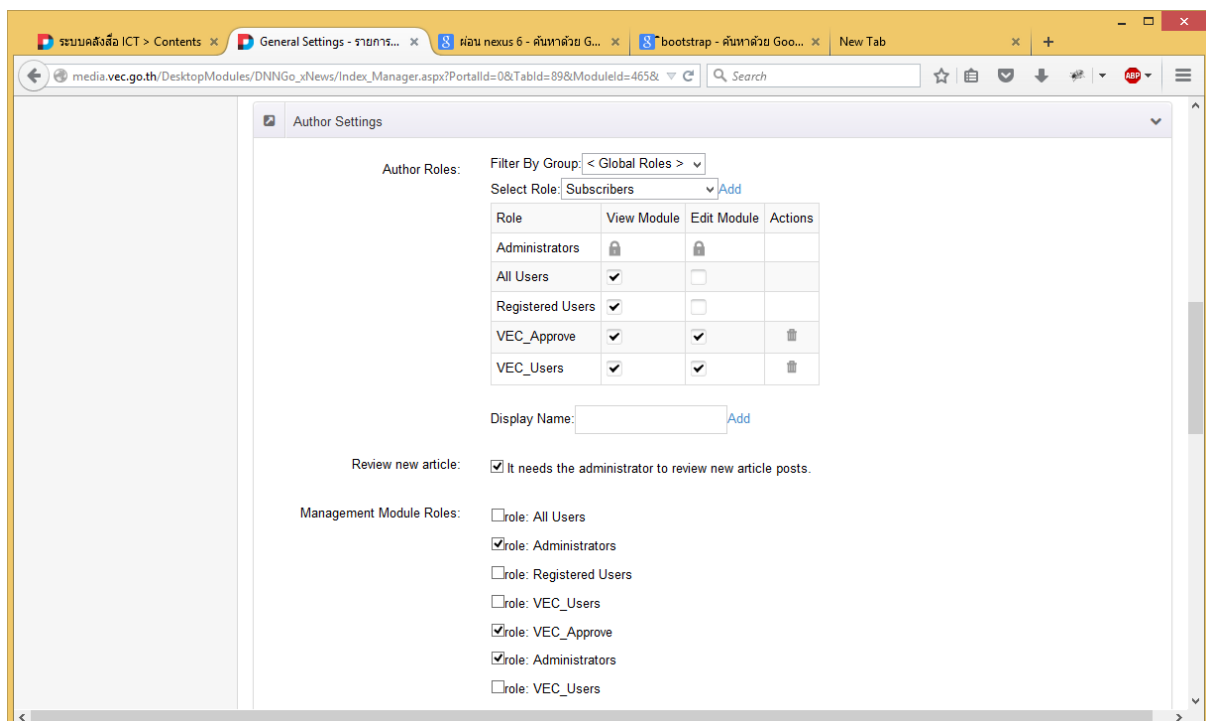 ระบบคลังสื่อ ICT > Contents
General Settings - รายการ...
ผ่อน nexus 6 - ค้นหาด้วย G...
bootstrap - ค้นหาด้วย Goo...
New Tab
media.vec.go.th/DesktopModules/DNNGo_xNews/Index_Manager.aspx?PortalId=0&TabId=89&ModuleId=465&
Search
ABP
Author Settings
Author Roles:
Filter By Group: < Global Roles >
Select Role: Subscribers Add
Role View Module Edit Module Actions
Administrators
All Users
Registered Users
VEC_Approve
VEC_Users
Display Name: Add
Review new article: It needs the administrator to review new article posts.
Management Module Roles: role: All Users
role: Administrators
role: Registered Users
role: VEC_Users
role: VEC_Approve
role: Administrators
role: VEC_Users